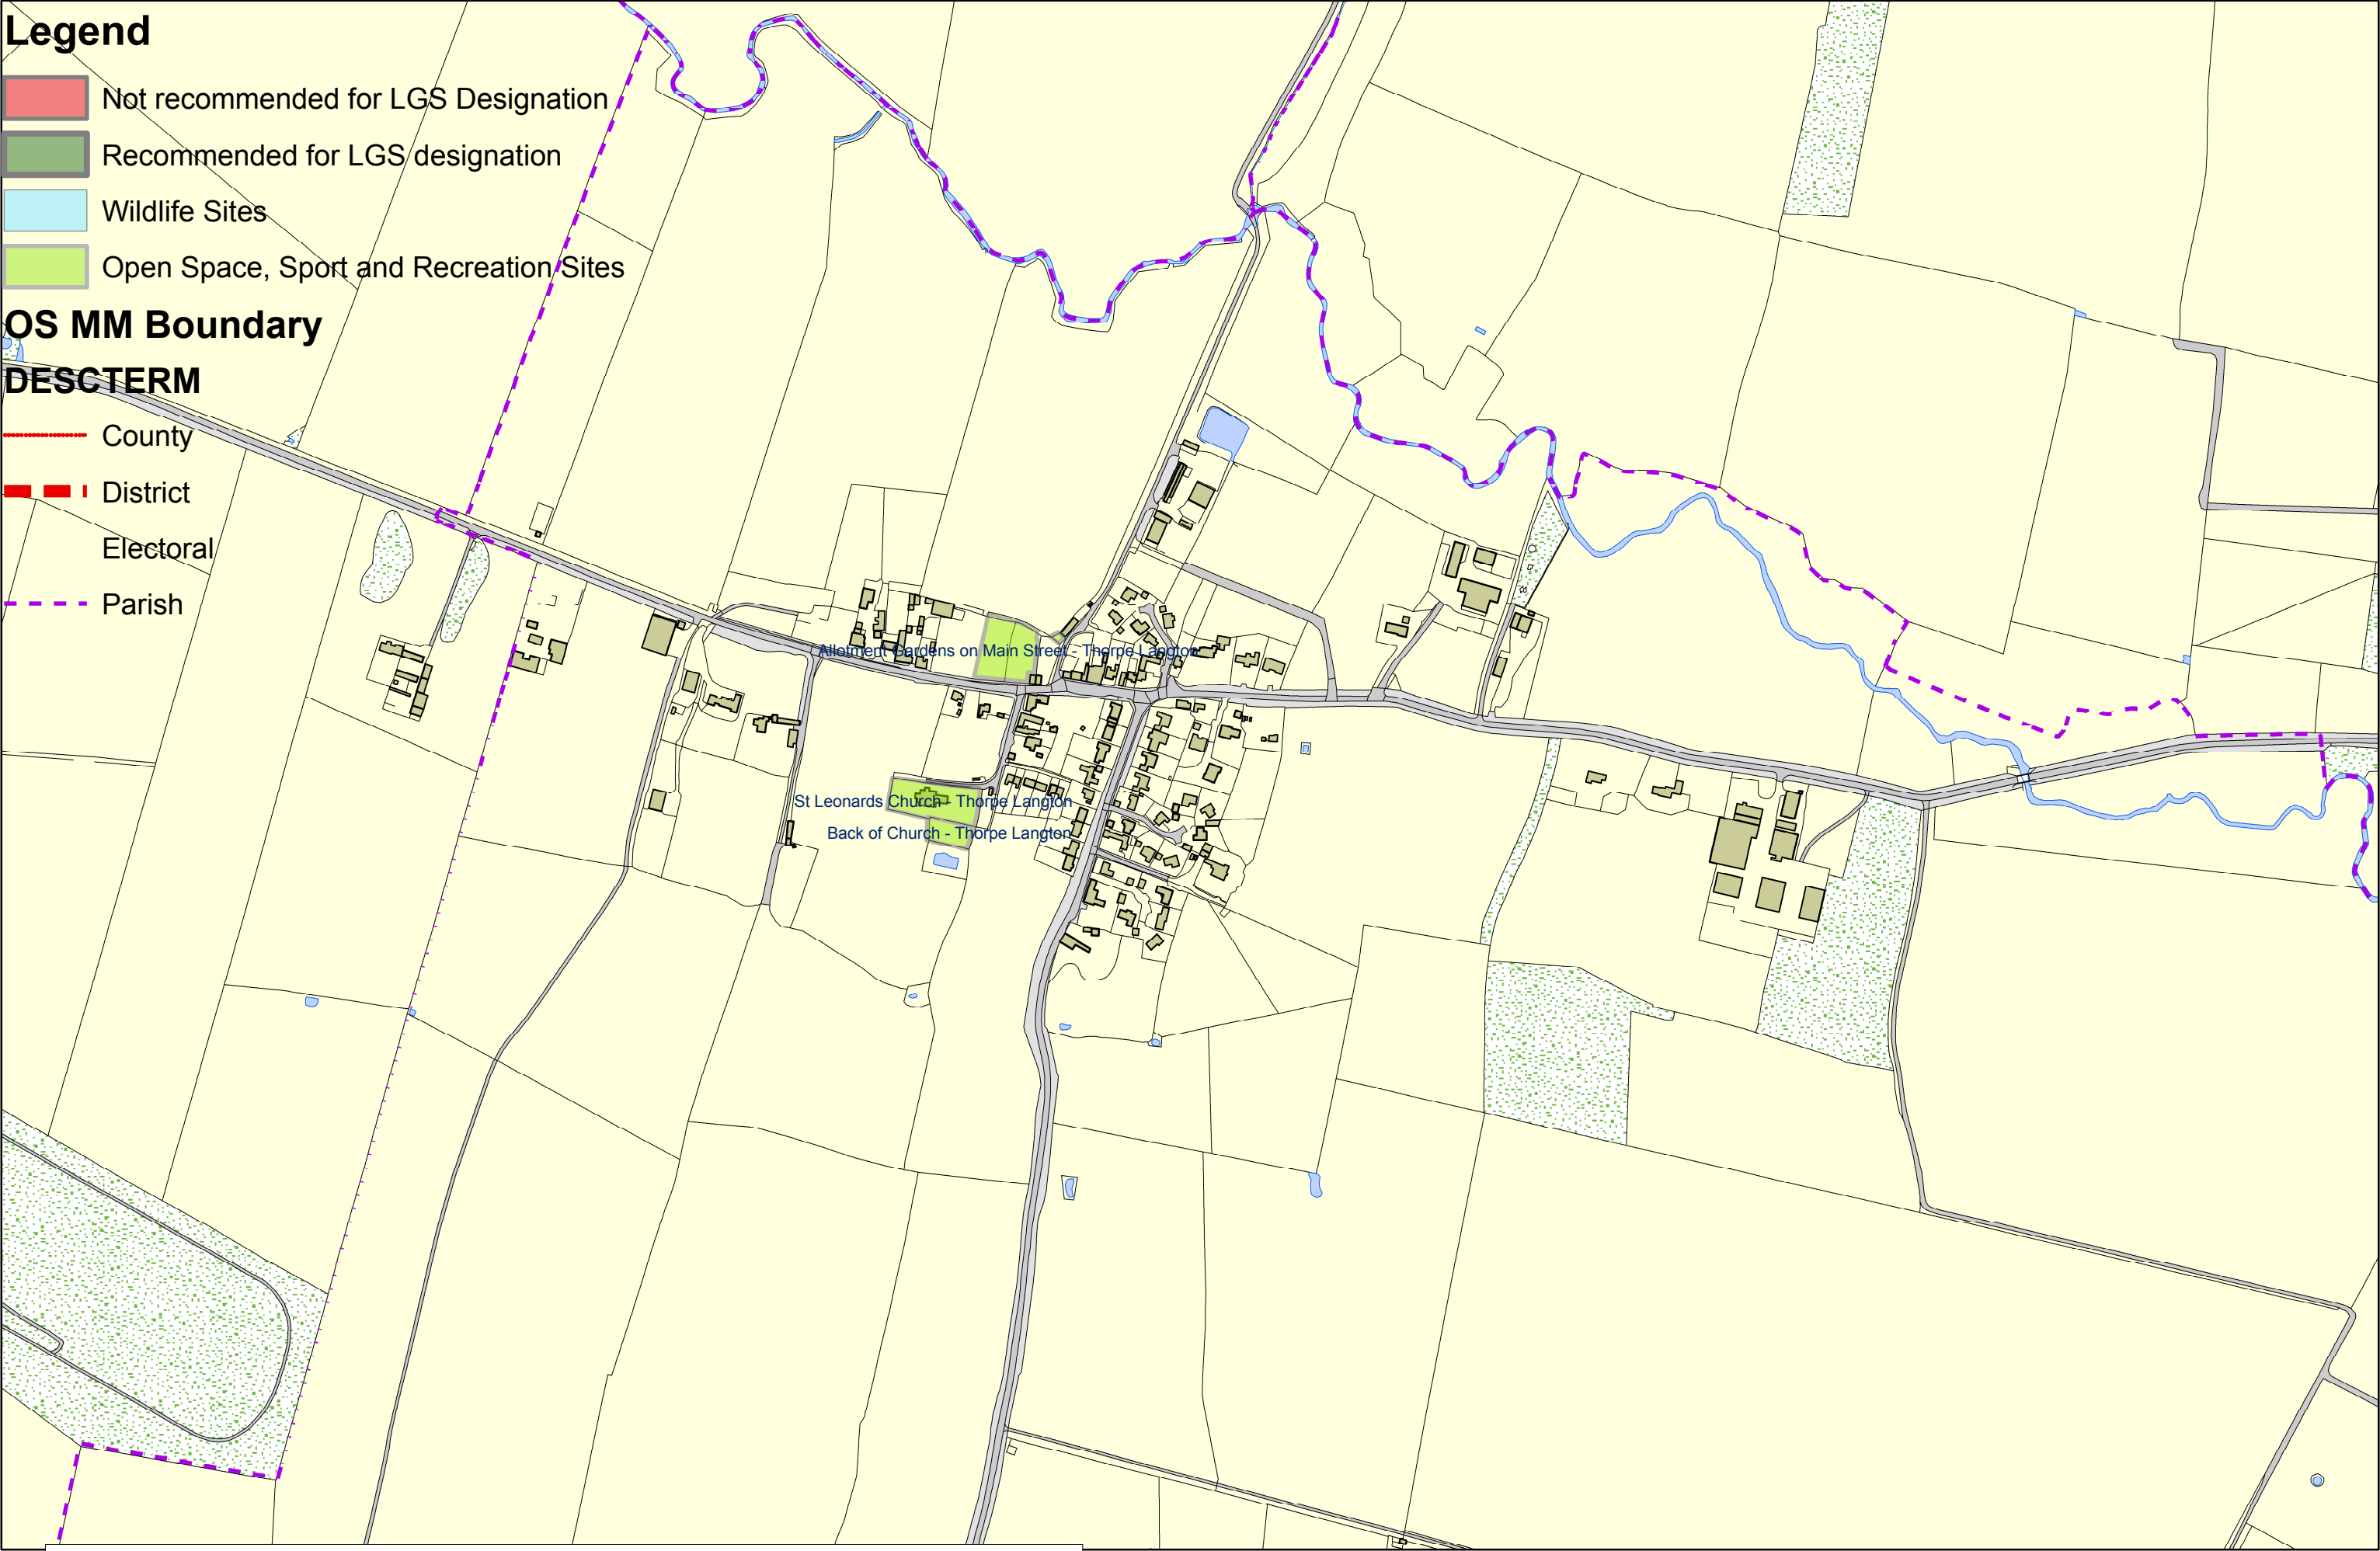 Legend
Not recommended for LGS Designation
Recommended for LGS designation
Wildlife Sites
Open Space, Sport and Recreation Sites
OS MM Boundary
DESCTERM
County
District
Electoral
Parish
Allotment Gardens on Main Street - Thorpe Langton
St Leonards Church - Thorpe Langton
Back of Church - Thorpe Langton